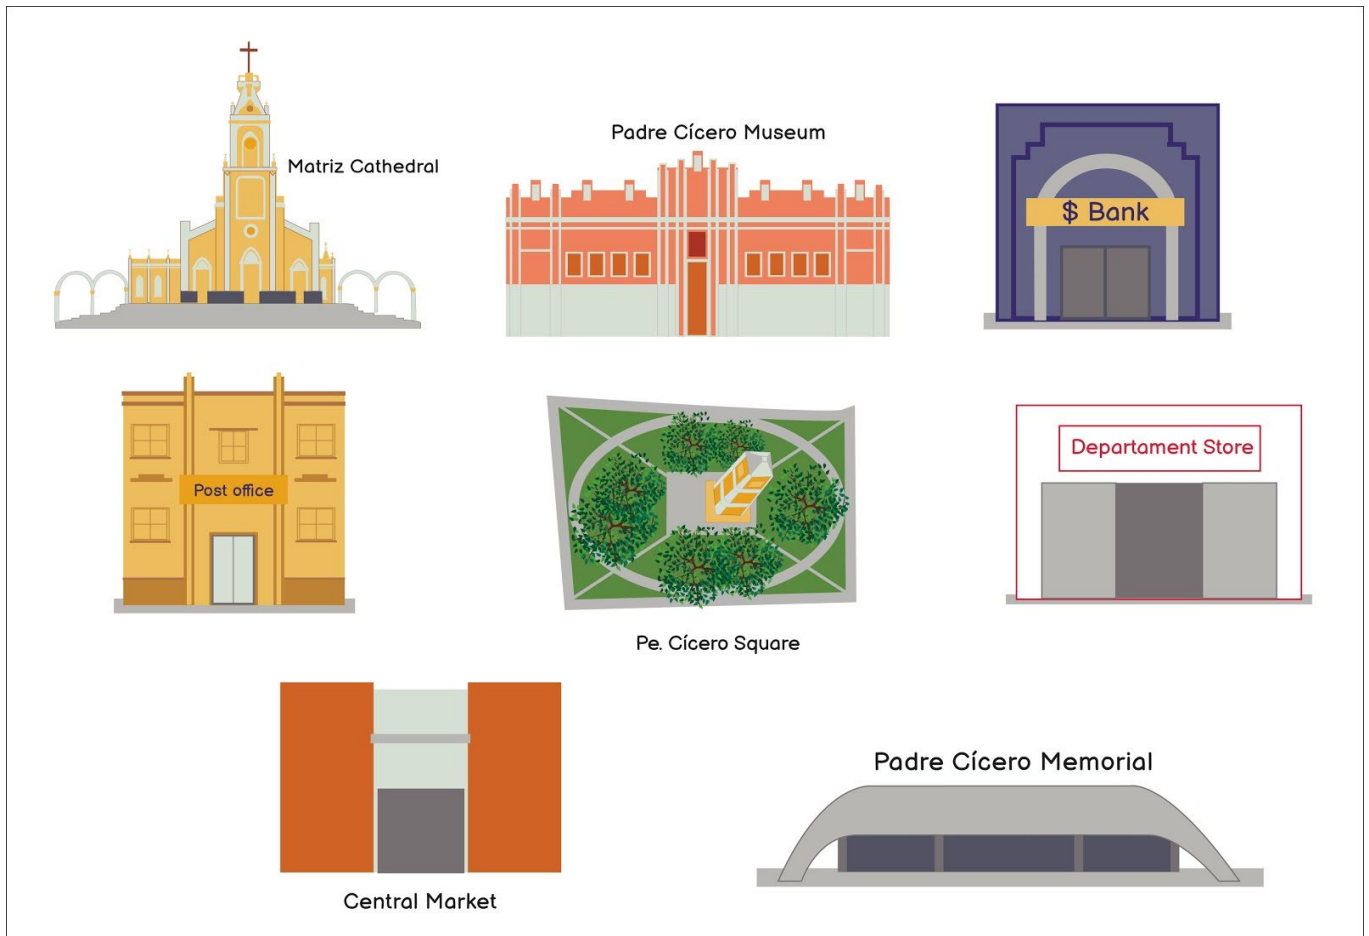 Matriz Cathedral
Padre Cícero Museum
$ Bank
Post office
Pe. Cícero Square
Departament Store
Central Market
Padre Cícero Memorial